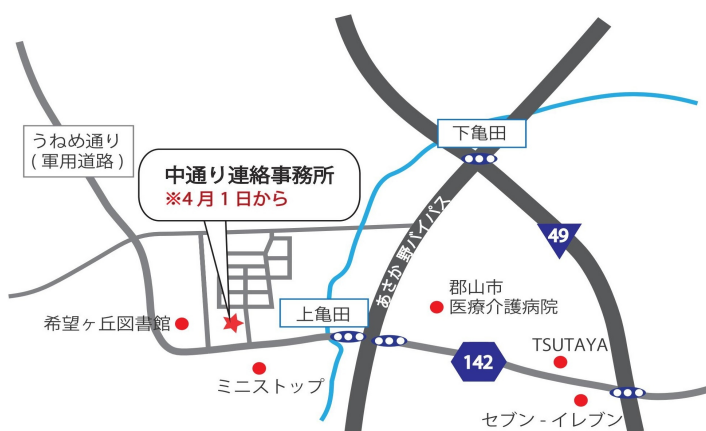 下亀田
うねめ通り
(軍用道路)
中通り連絡事務所
※4月1日から
あさか野バイパス
49
郡山市
医療介護病院
上亀田
希望ヶ丘図書館
142
TSUTAYA
ミニストップ
セブン-イレブン